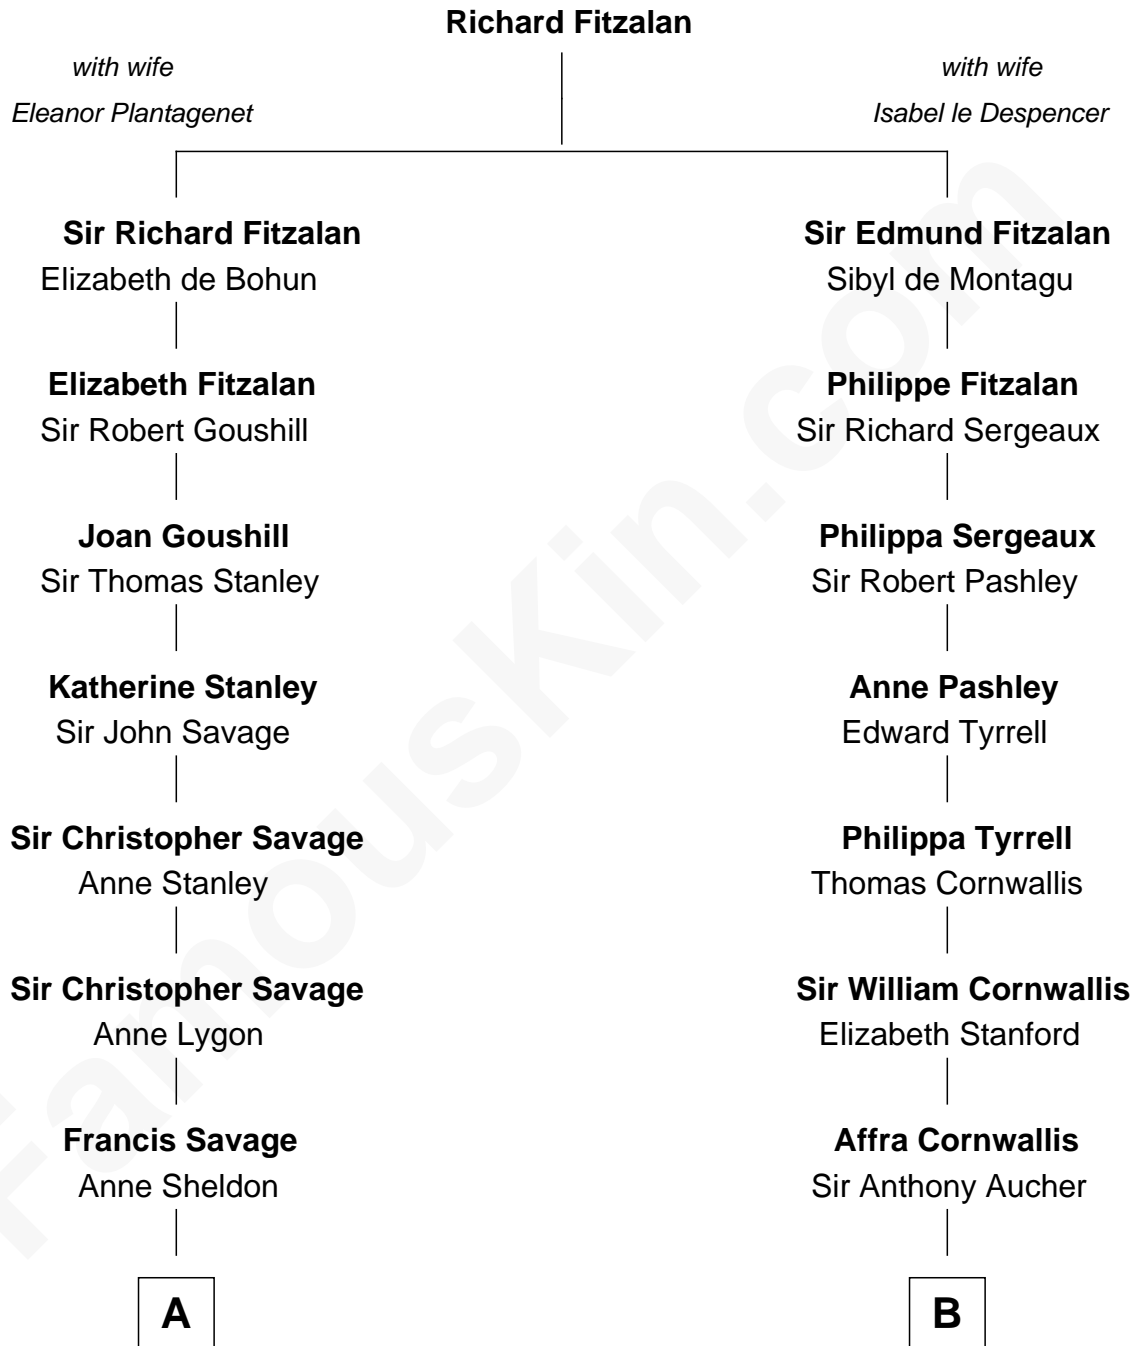 Richard Fitzalan
with wife
Eleanor Plantagenet
with wife
Isabel le Despencer
Sir Richard Fitzalan
Elizabeth de Bohun
Sir Edmund Fitzalan
Sibyl de Montagu
Elizabeth Fitzalan
Sir Robert Goushill
Philippe Fitzalan
Sir Richard Sergeaux
Joan Goushill
Sir Thomas Stanley
Philippa Sergeaux
Sir Robert Pashley
Katherine Stanley
Sir John Savage
Anne Pashley
Edward Tyrrell
Sir Christopher Savage
Anne Stanley
Philippa Tyrrell
Thomas Cornwallis
Sir Christopher Savage
Anne Lygon
Sir William Cornwallis
Elizabeth Stanford
Francis Savage
Anne Sheldon
Affra Cornwallis
Sir Anthony Aucher
A
B
FamousKin.com